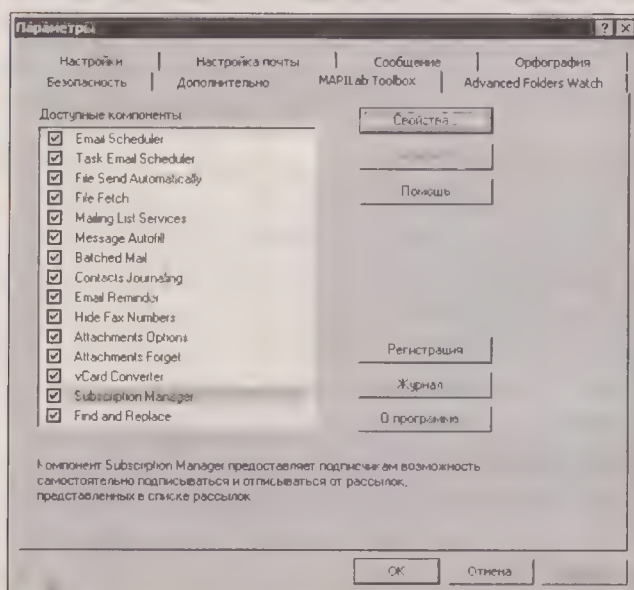 Параметры
Настройки
Настройка почты
Сообщение
Орфография
Безопасность
Дополнительно
MAPILab Toolbox
Advanced Folders Watch
Доступные компоненты
Свойства...
Email Scheduler
Task Email Scheduler
File Send Automatically
File Fetch
Помощь
Mailing List Services
Message Autofill
Batched Mail
Contacts Journaling
Email Reminder
Hide Fax Numbers
Attachments Options
Attachments Forget
Регистрация
vCard Converter
Журнал
Subscription Manager
Find and Replace
О программе
Компонент Subscription Manager предоставляет подписчикам возможность
самостоятельно подписываться и отписываться от рассылок,
представленных в списке рассылок
OK
Отмена